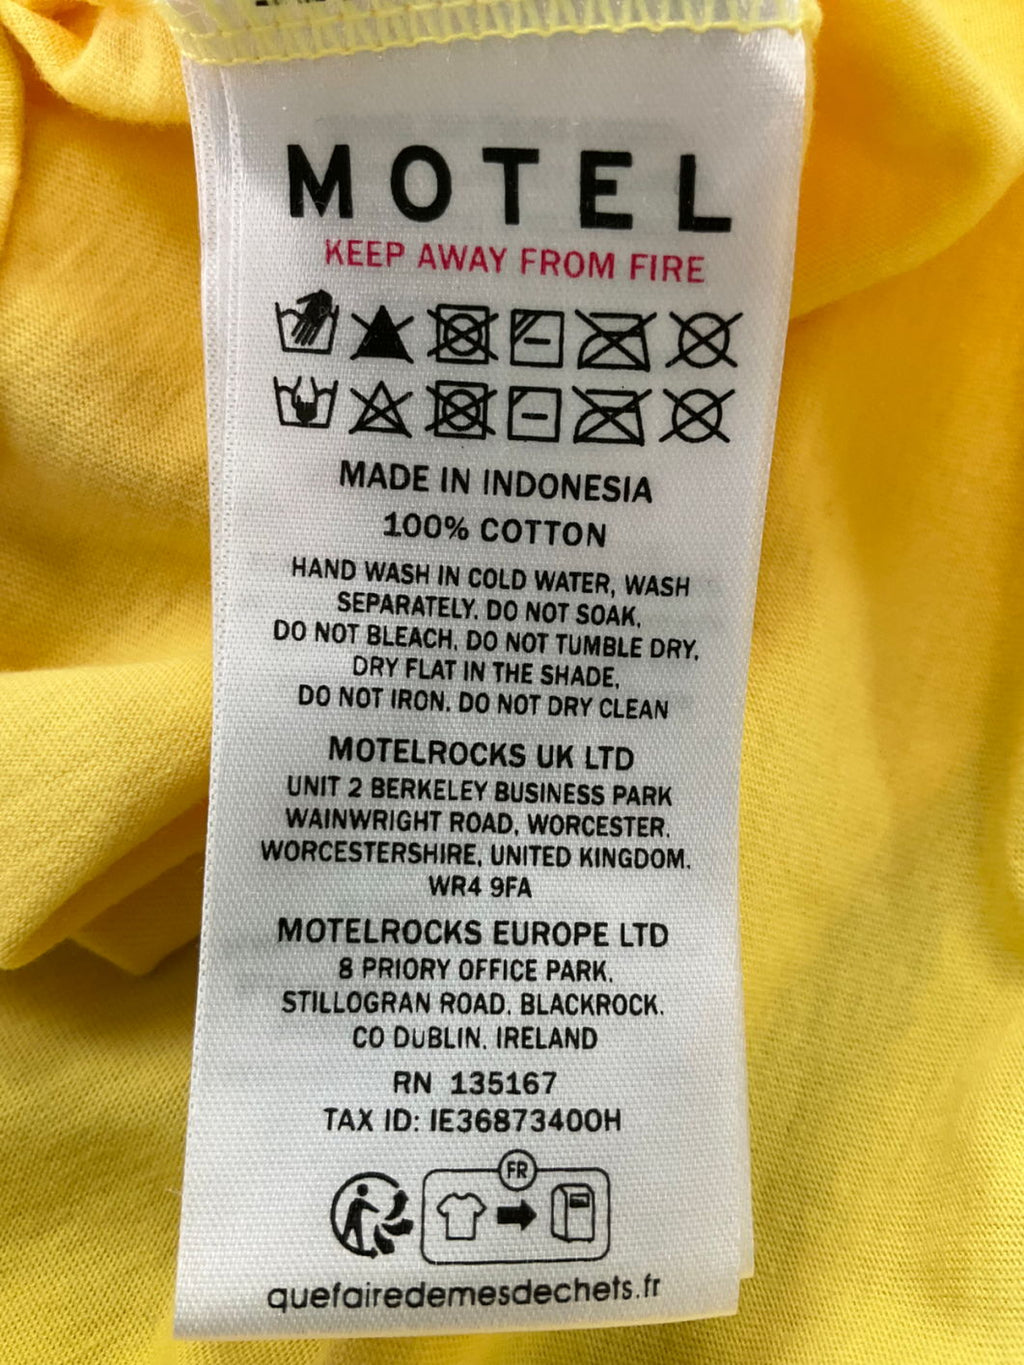 MOTEL
KEEP AWAY FROM FIRE
MADE IN INDONESIA
100% COTTON
HAND WASH IN COLD WATER, WASH
SEPARATELY. DO NOT SOAK,
DO NOT BLEACH, DO NOT TUMBLE DRY,
DRY FLAT IN THE SHADE,
DO NOT IRON. DO NOT DRY CLEAN
MOTELROCKS UK LTD
UNIT 2 BERKELEY BUSINESS PARK
WAINWRIGHT ROAD, WORCESTER.
WORCESTERSHIRE, UNITED KINGDOM.
WR4 9FA
MOTELROCKS EUROPE LTD
8 PRIORY OFFICE PARK.
STILLOGRAN ROAD. BLACKROCK.
CO DUBLIN. IRELAND
RN 135167
TAX ID: IE3687340OH
FR
quefairedemesdechets.fr